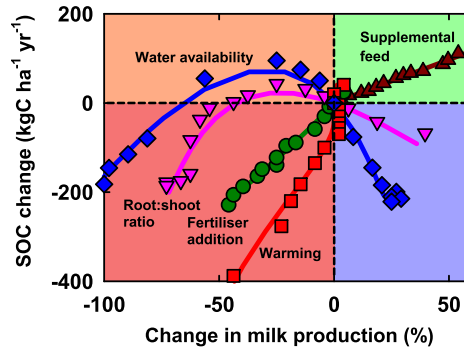 200
0
-200
-400
SOC change (kgC ha⁻¹ yr⁻¹)
Water availability
Supplemental
feed
Root:shoot
ratio
Fertiliser
addition
Warming
-100
-50
0
50
Change in milk production (%)